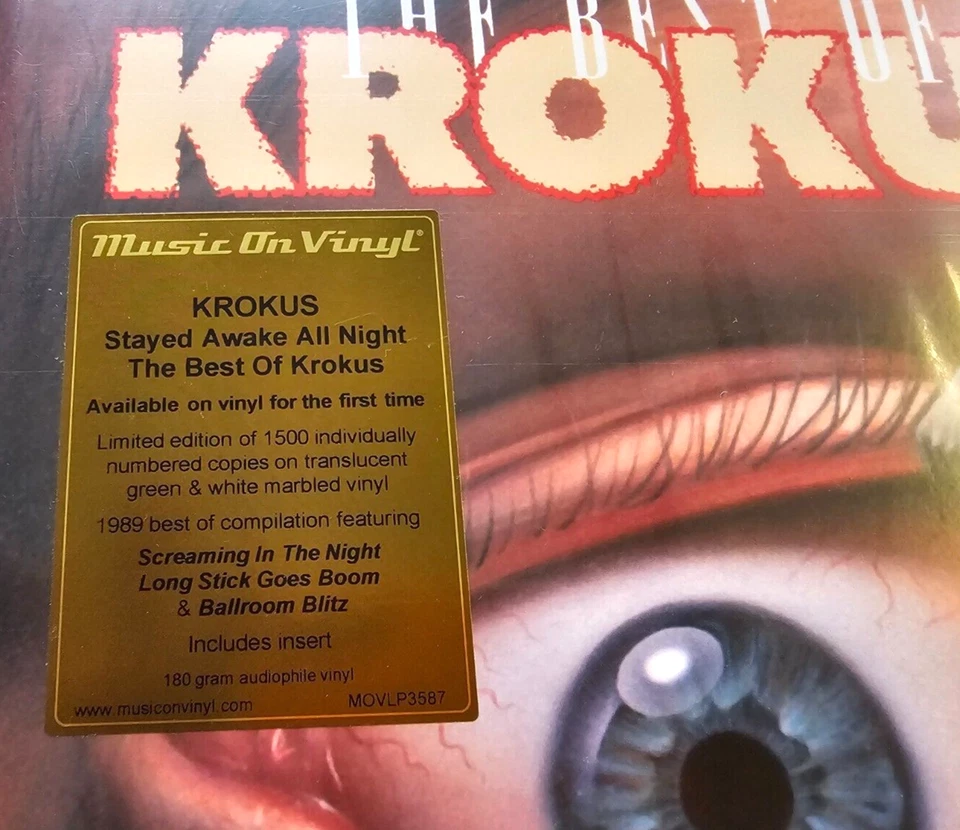 THE BEST OF
KROKU
Music On Vinyl®
KROKUS
Stayed Awake All Night
The Best Of Krokus
Available on vinyl for the first time
Limited edition of 1500 individually
numbered copies on translucent
green & white marbled vinyl
1989 best of compilation featuring
Screaming In The Night
Long Stick Goes Boom
& Ballroom Blitz
Includes insert
180 gram audiophile vinyl
www.musiconvinyl.com MOVLP3587